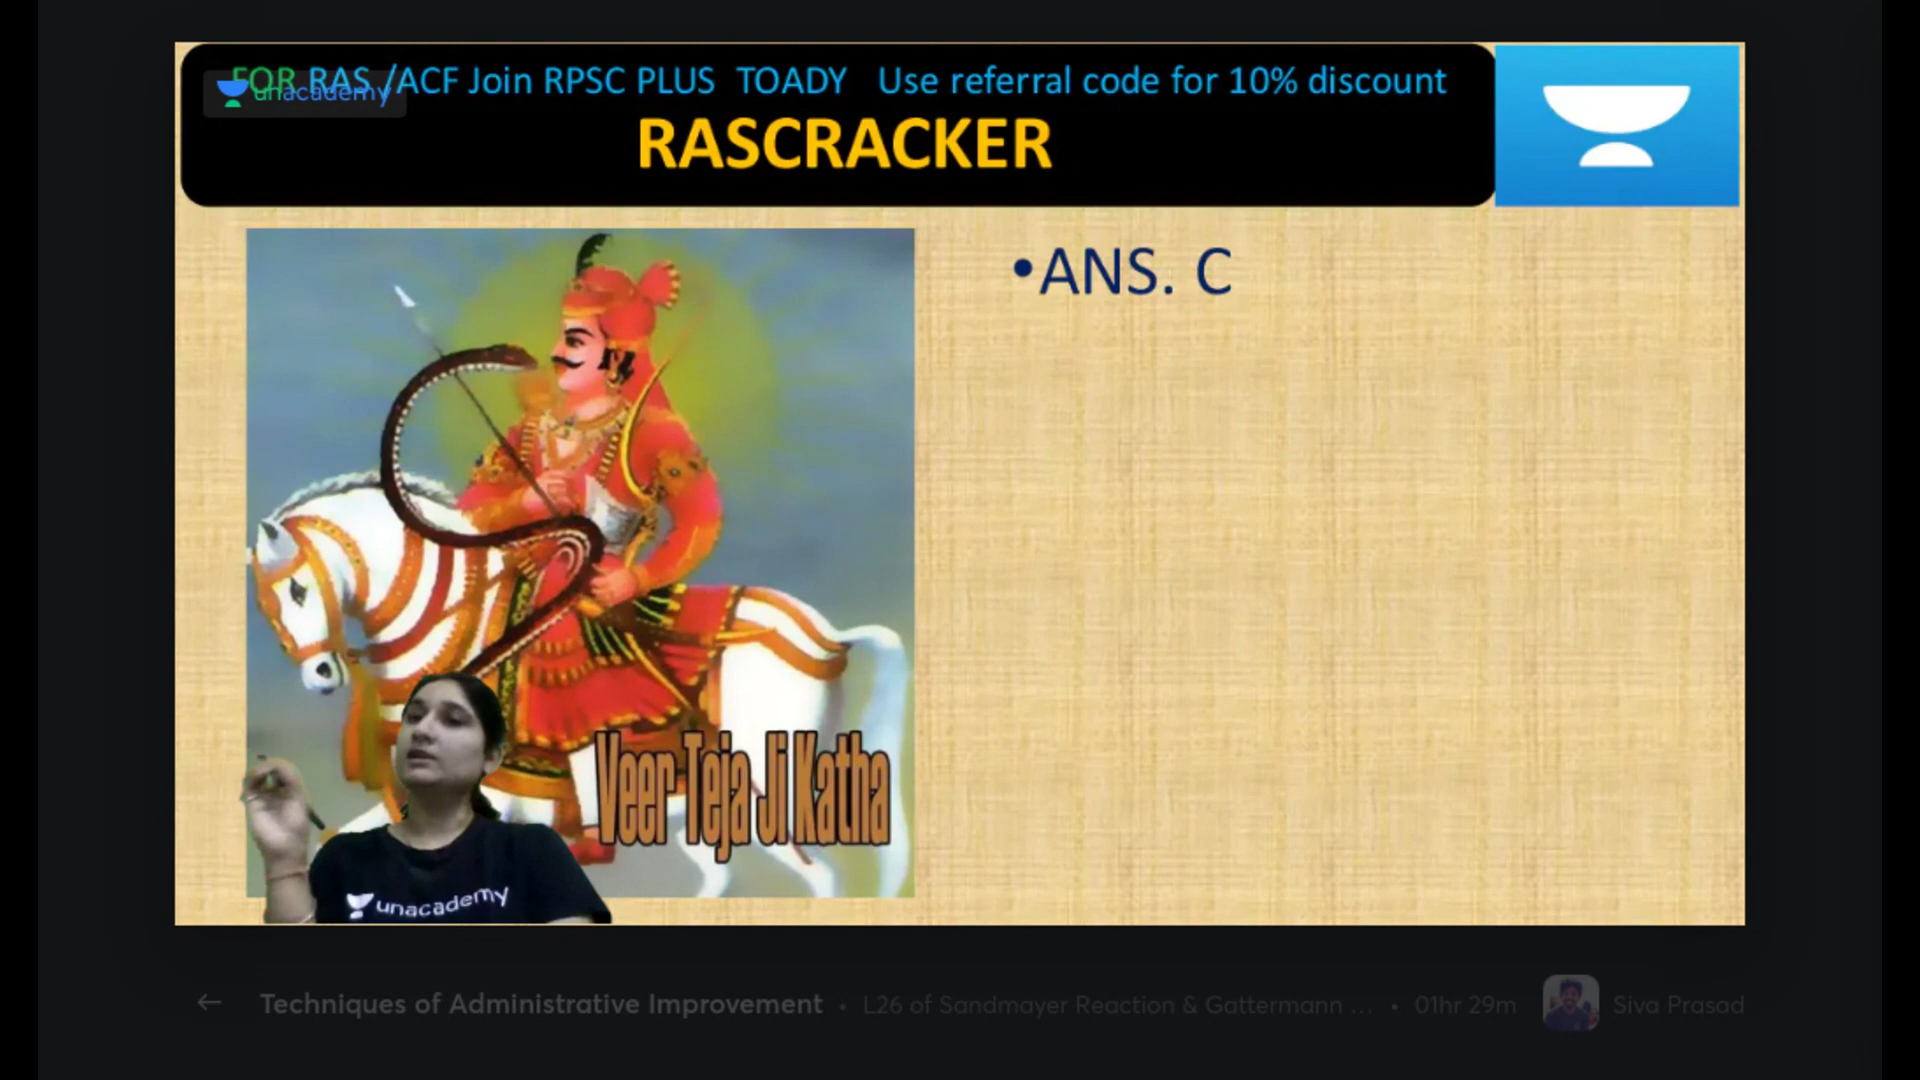 FOR RAS /ACF Join RPSC PLUS TOADY Use referral code for 10% discount
unacademy
RASCRACKER
•ANS. C
Veer Teja Ji Katha
unacademy
Techniques of Administrative Improvement • L26 of Sandmayer Reaction & Gattermann ... • 01hr 29m Siva Prasad